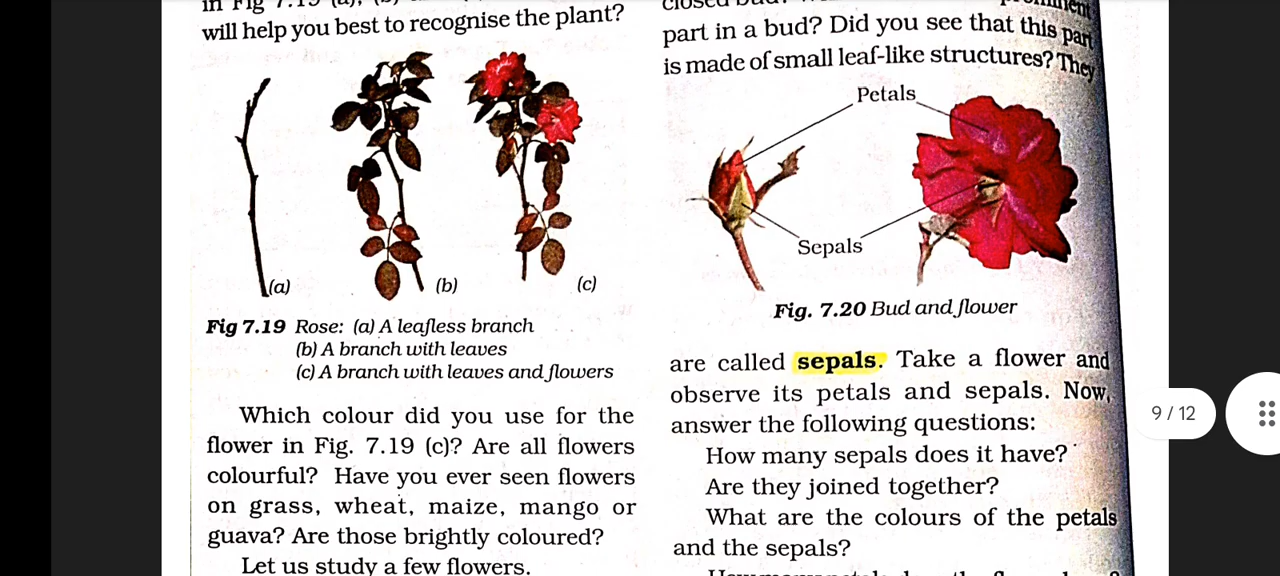 in Fig 7.19
will help you best to recognise the plant?
(a)
(b)
(c)
Fig 7.19 Rose: (a) A leafless branch
(b) A branch with leaves
(c) A branch with leaves and flowers
Which colour did you use for the
flower in Fig. 7.19 (c)? Are all flowers
colourful? Have you ever seen flowers
on grass, wheat, maize, mango or
guava? Are those brightly coloured?
Let us study a few flowers.
closed bud?
part in a bud? Did you see that this part
is made of small leaf-like structures? They
Petals
Sepals
Fig. 7.20 Bud and flower
are called sepals. Take a flower and
observe its petals and sepals. Now,
answer the following questions:
How many sepals does it have?
Are they joined together?
What are the colours of the petals
and the sepals?
9 / 12